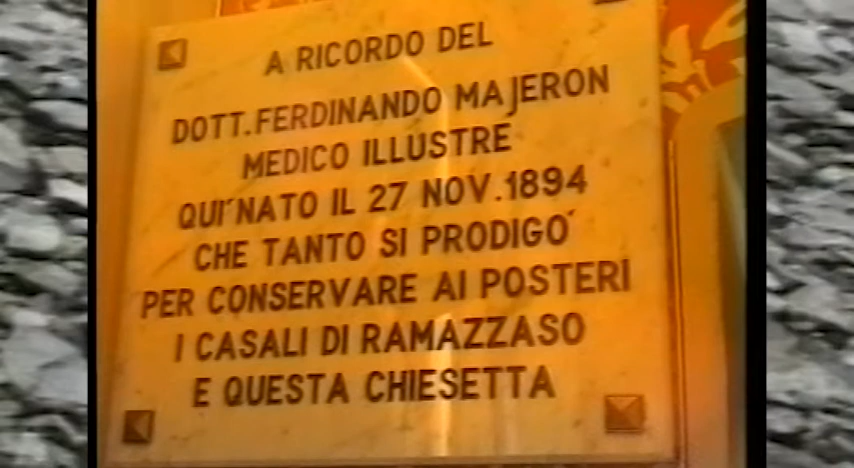 A RICORDO DEL
DOTT.FERDINANDO MAJERON
MEDICO ILLUSTRE
QUI'NATO IL 27 NOV.1894
CHE TANTO SI PRODIGO'
PER CONSERVARE AI POSTERI
I CASALI DI RAMAZZASO
E QUESTA CHIESETTA